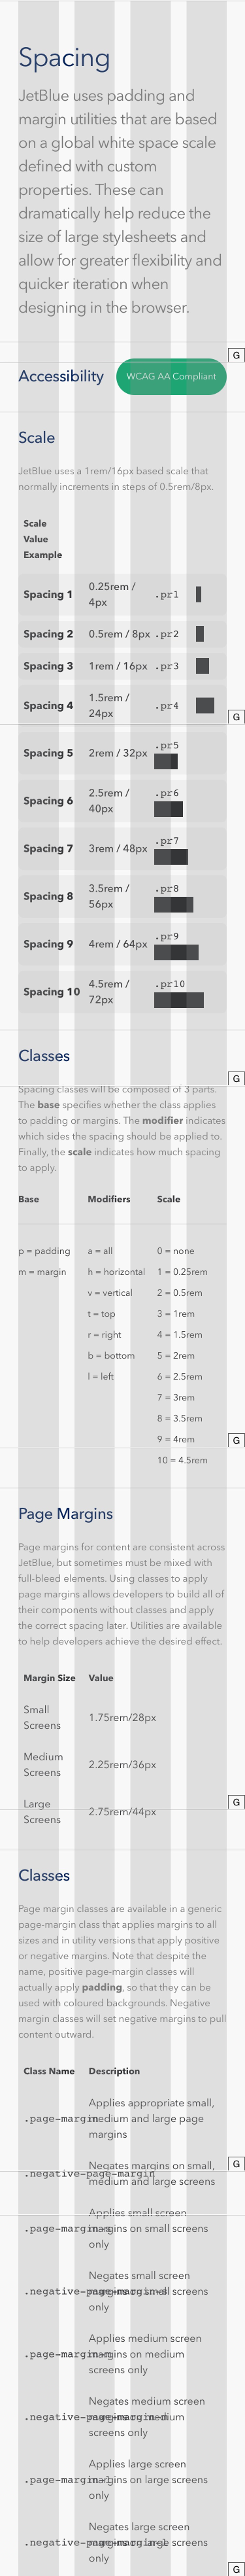 Spacing
JetBlue uses padding and
margin utilities that are based
on a global white space scale
defined with custom
properties. These can
dramatically help reduce the
size of large stylesheets and
allow for greater flexibility and
quicker iteration when
designing in the browser.
G
Accessibility
WCAG AA Compliant
Scale
JetBlue uses a 1rem/16px based scale that
normally increments in steps of 0.5rem/8px.
Scale
Value
Example
Spacing 1 0.25rem / 4px .pr1
Spacing 2 0.5rem / 8px .pr2
Spacing 3 1rem / 16px .pr3
Spacing 4 1.5rem / 24px .pr4
G
Spacing 5 2rem / 32px .pr5
Spacing 6 2.5rem / 40px .pr6
Spacing 7 3rem / 48px .pr7
Spacing 8 3.5rem / 56px .pr8
Spacing 9 4rem / 64px .pr9
Spacing 10 4.5rem / 72px .pr10
Classes
G
Spacing classes will be composed of 3 parts.
The base specifies whether the class applies
to padding or margins. The modifier indicates
which sides the spacing should be applied to.
Finally, the scale indicates how much spacing
to apply.
Base Modifiers Scale
p = padding a = all 0 = none
m = margin h = horizontal 1 = 0.25rem
v = vertical 2 = 0.5rem
t = top 3 = 1rem
r = right 4 = 1.5rem
b = bottom 5 = 2rem
l = left 6 = 2.5rem
7 = 3rem
8 = 3.5rem
9 = 4rem
G
10 = 4.5rem
Page Margins
Page margins for content are consistent across
JetBlue, but sometimes must be mixed with
full-bleed elements. Using classes to apply
page margins allows developers to build all of
their components without classes and apply
the correct spacing later. Utilities are available
to help developers achieve the desired effect.
Margin Size Value
Small Screens 1.75rem/28px
Medium Screens 2.25rem/36px
Large Screens 2.75rem/44px
G
Classes
Page margin classes are available in a generic
page-margin class that applies margins to all
sizes and in utility versions that apply positive
or negative margins. Note that despite the
name, positive page-margin classes will
actually apply padding, so that they can be
used with coloured backgrounds. Negative
margin classes will set negative margins to pull
content outward.
Class Name Description
Applies appropriate small,
.page-margin medium and large page
margins
Negates margins on small,
G
.negative-page-margin medium and large screens
Applies small screen
.page-margin-s margins on small screens
only
Negates small screen
.negative-page-margin-s margins on small screens
only
Applies medium screen
.page-margin-m margins on medium
screens only
Negates medium screen
.negative-page-margin-m margins on medium
screens only
Applies large screen
.page-margin-l margins on large screens
only
Negates large screen
.negative-page-margin-l margins on large screens
only
G